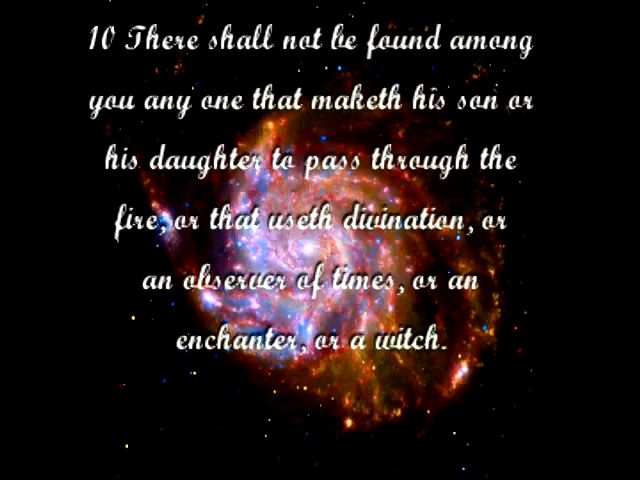 10 There shall not be found among
you any one that maketh his son or
his daughter to pass through the
fire, or that useth divination, or
an observer of times, or an
enchanter, or a witch.